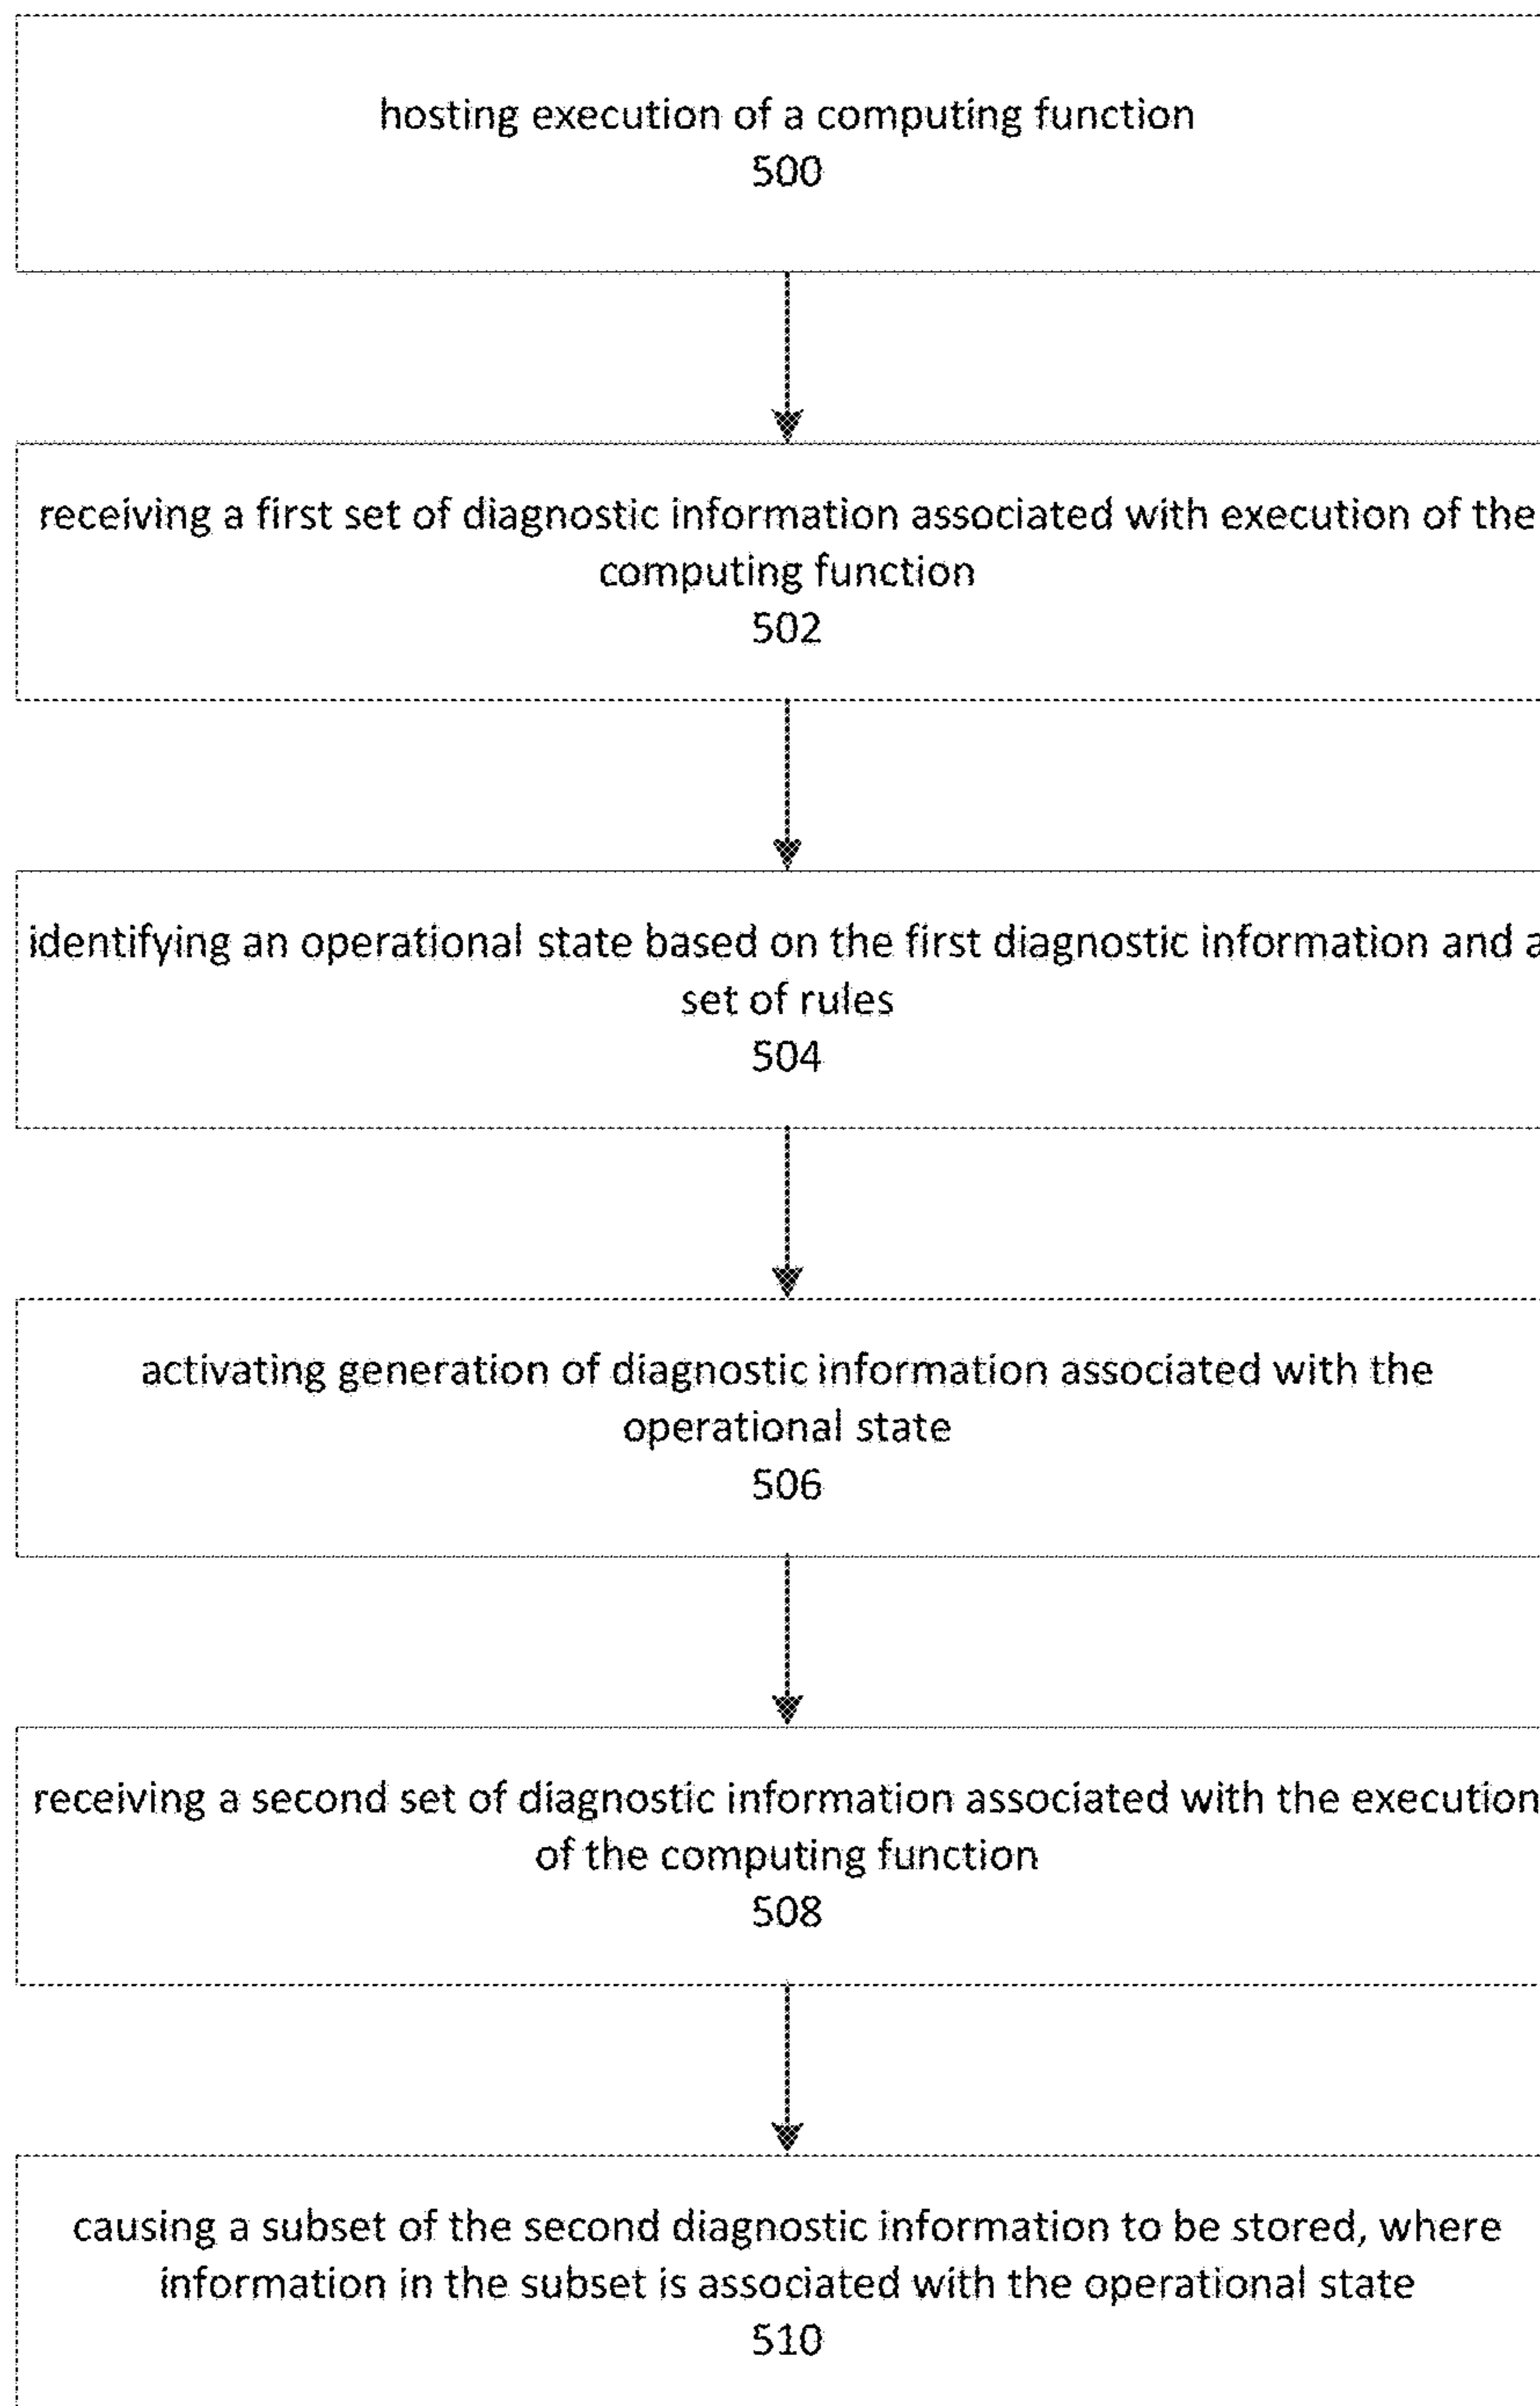 hosting execution of a computing function
500
receiving a first set of diagnostic information associated with execution of the
computing function
502
identifying an operational state based on the first diagnostic information and a
set of rules
504
activating generation of diagnostic information associated with the
operational state
506
receiving a second set of diagnostic information associated with the execution
of the computing function
508
causing a subset of the second diagnostic information to be stored, where
information in the subset is associated with the operational state
510